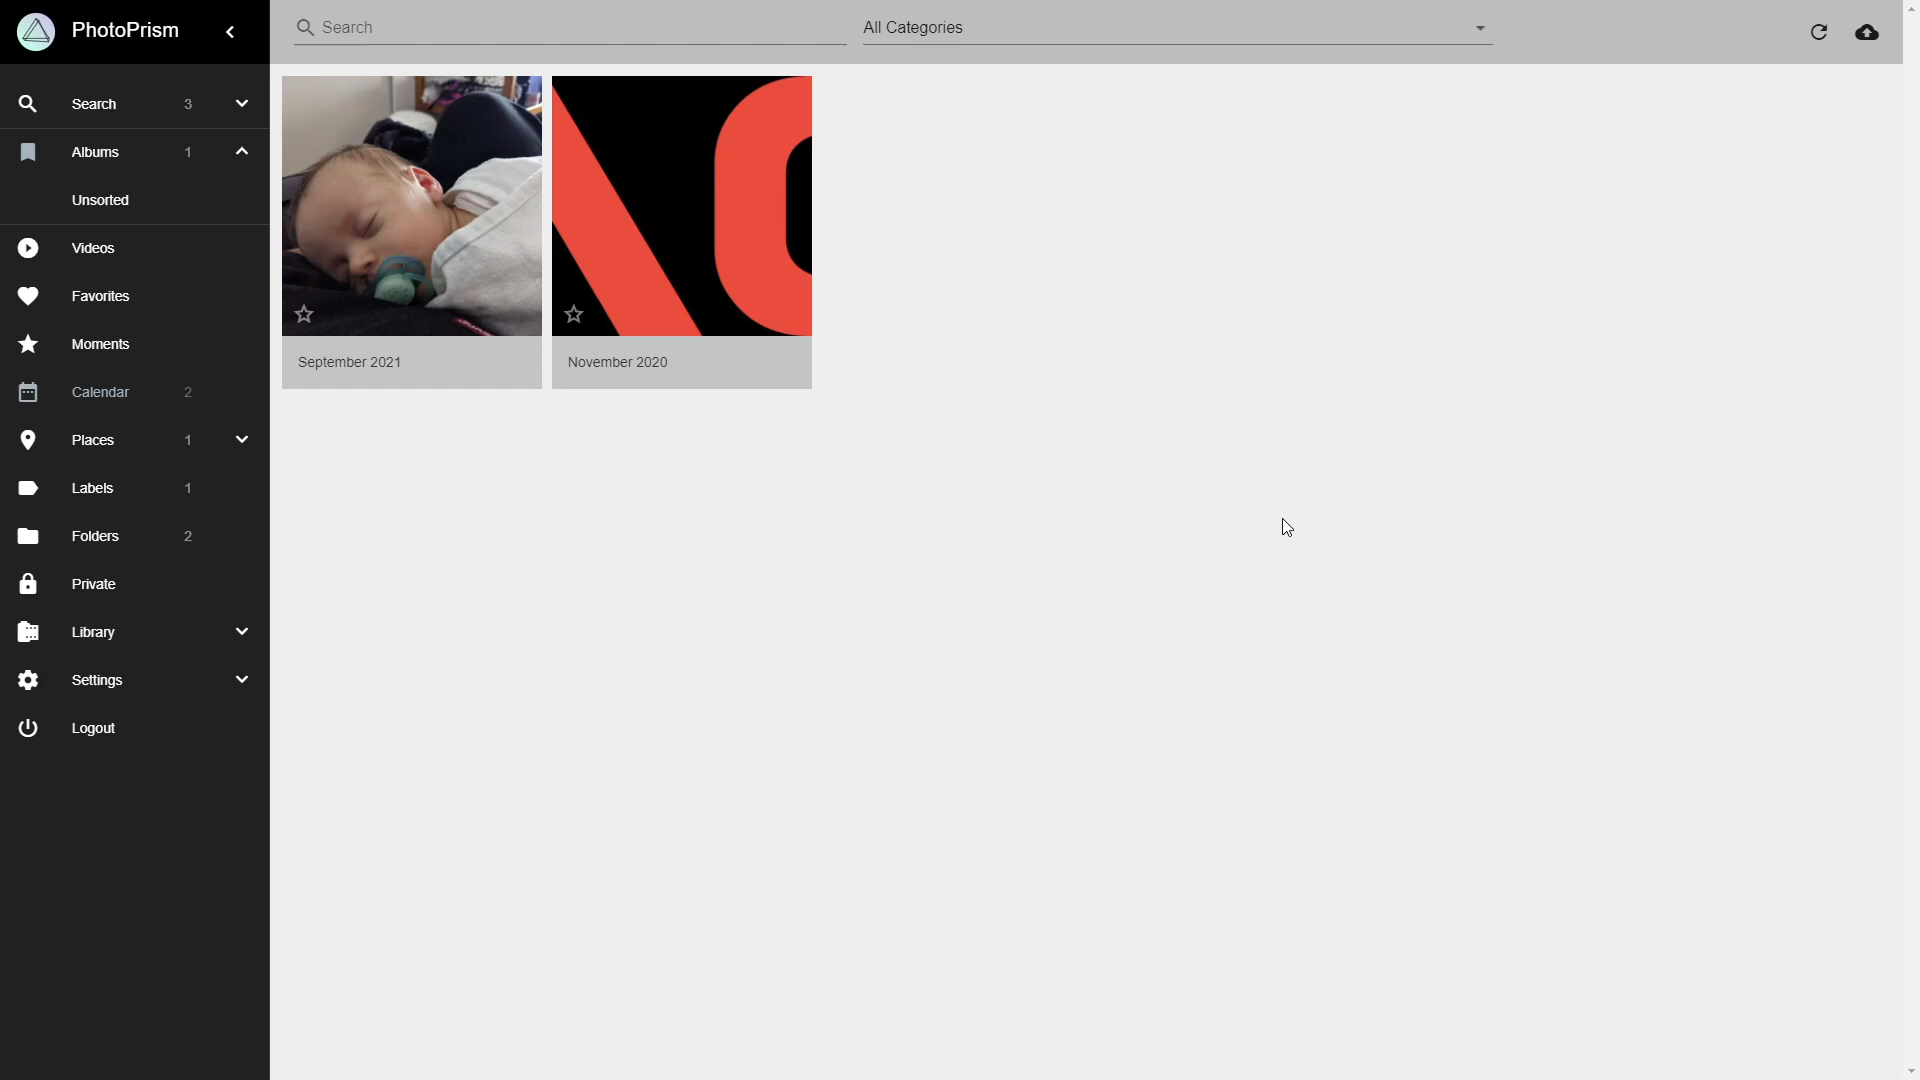 PhotoPrism
Search
All Categories
Search 3
Albums 1
Unsorted
Videos
Favorites
Moments
Calendar 2
Places 1
Labels 1
Folders 2
Private
Library
Settings
Logout
September 2021
November 2020